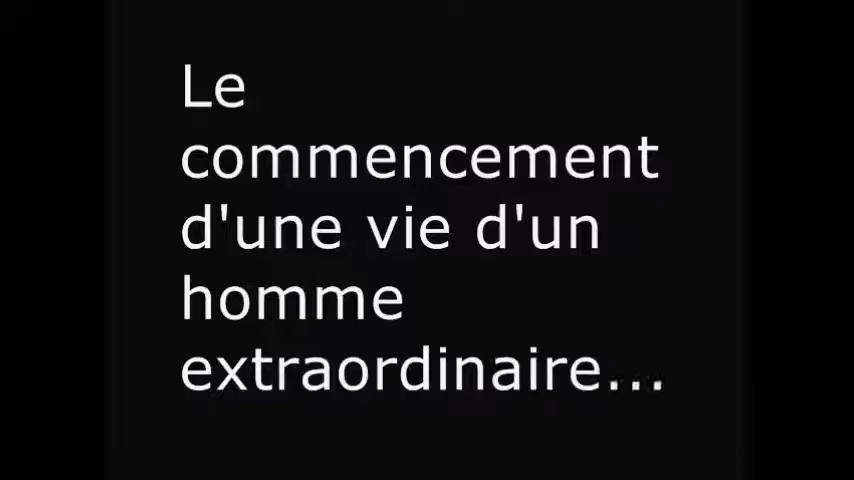 Le
commencement
d'une vie d'un
homme
extraordinaire...